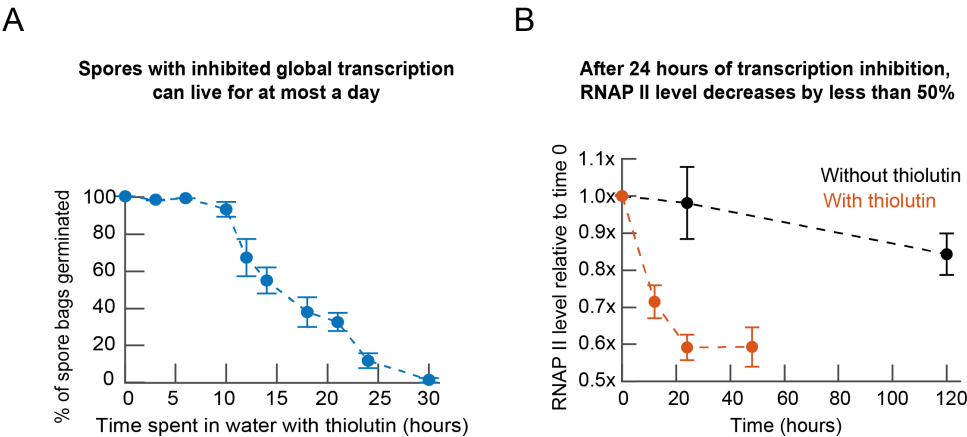 A
Spores with inhibited global transcription
can live for at most a day
% of spore bags germinated
100
80
60
40
20
0
0 5 10 15 20 25 30
Time spent in water with thiolutin (hours)
B
After 24 hours of transcription inhibition,
RNAP II level decreases by less than 50%
RNAP II level relative to time 0
1.1x
1.0x
0.9x
0.8x
0.7x
0.6x
0.5x
Without thiolutin
With thiolutin
0 20 40 60 80 100 120
Time (hours)